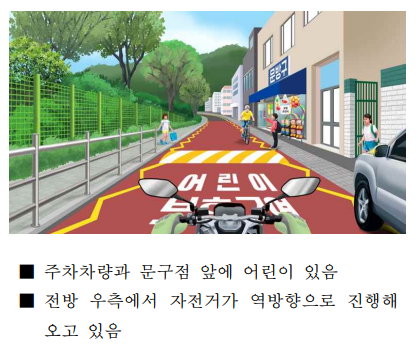 문방구
어린이
보호구역
■ 주차차량과 문구점 앞에 어린이 있음
■ 전방 우측에서 자전거가 역방향으로 진행해
오고 있음